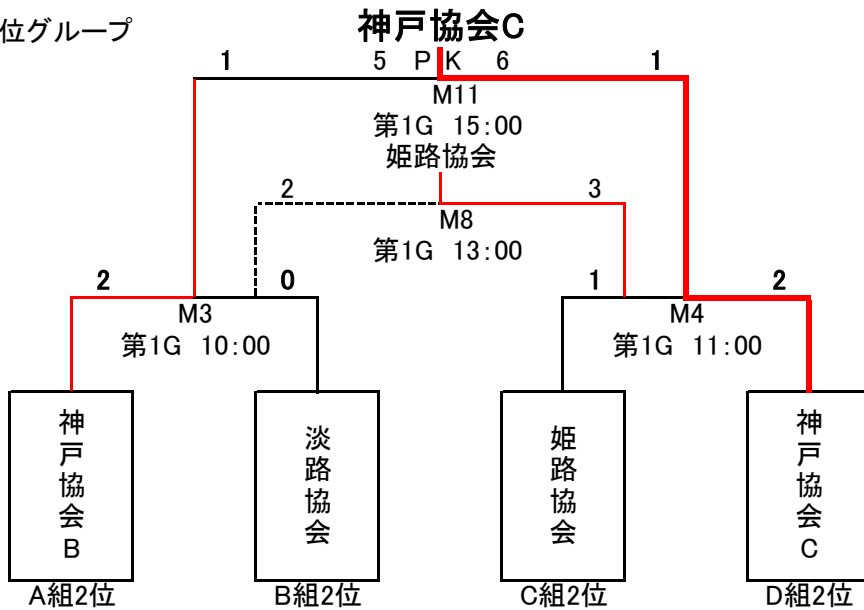 位グループ
神戸協会C
1 5 PK 6 1
M11
第1G 15:00
姫路協会
2 3
M8
第1G 13:00
2 0 1 2
M3 M4
第1G 10:00 第1G 11:00
神戸協会B
淡路協会
姫路協会
神戸協会C
A組2位 B組2位 C組2位 D組2位